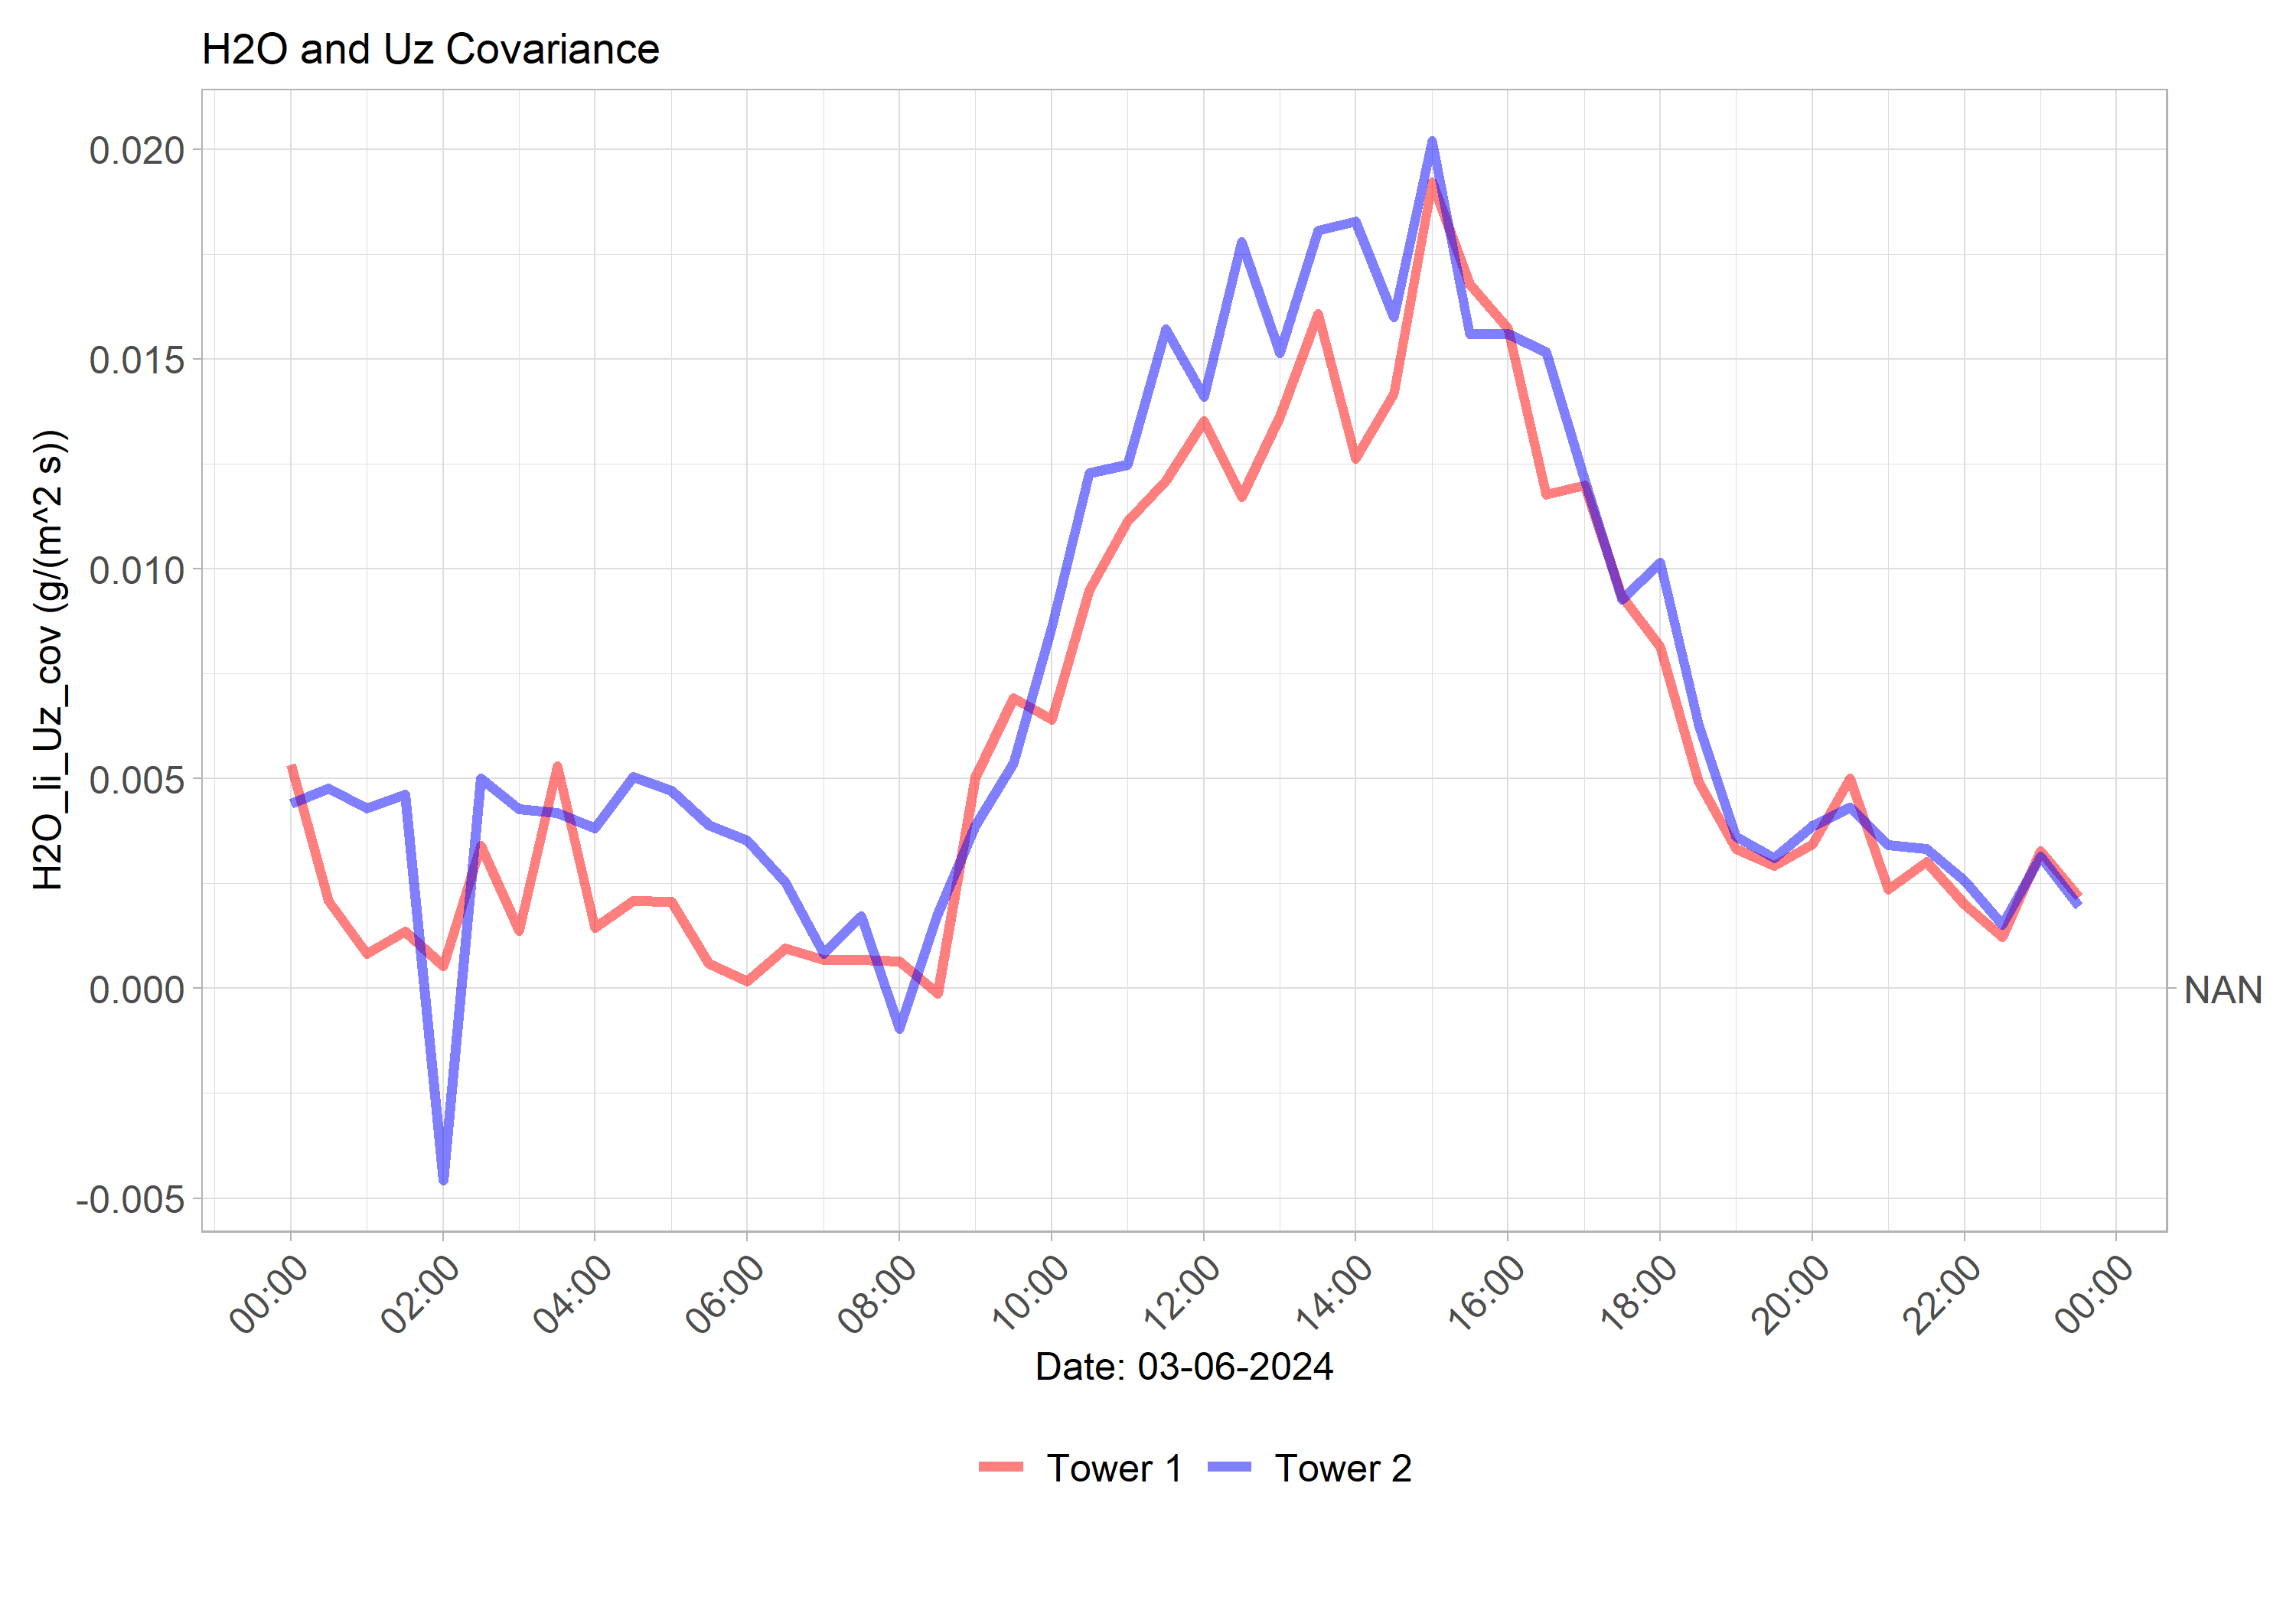 H2O and Uz Covariance
H2O_li_Uz_cov (g/(m^2 s))
0.020
0.015
0.010
0.005
0.000
-0.005
NAN
00:00 02:00 04:00 06:00 08:00 10:00 12:00 14:00 16:00 18:00 20:00 22:00 00:00
Date: 03-06-2024
Tower 1 Tower 2